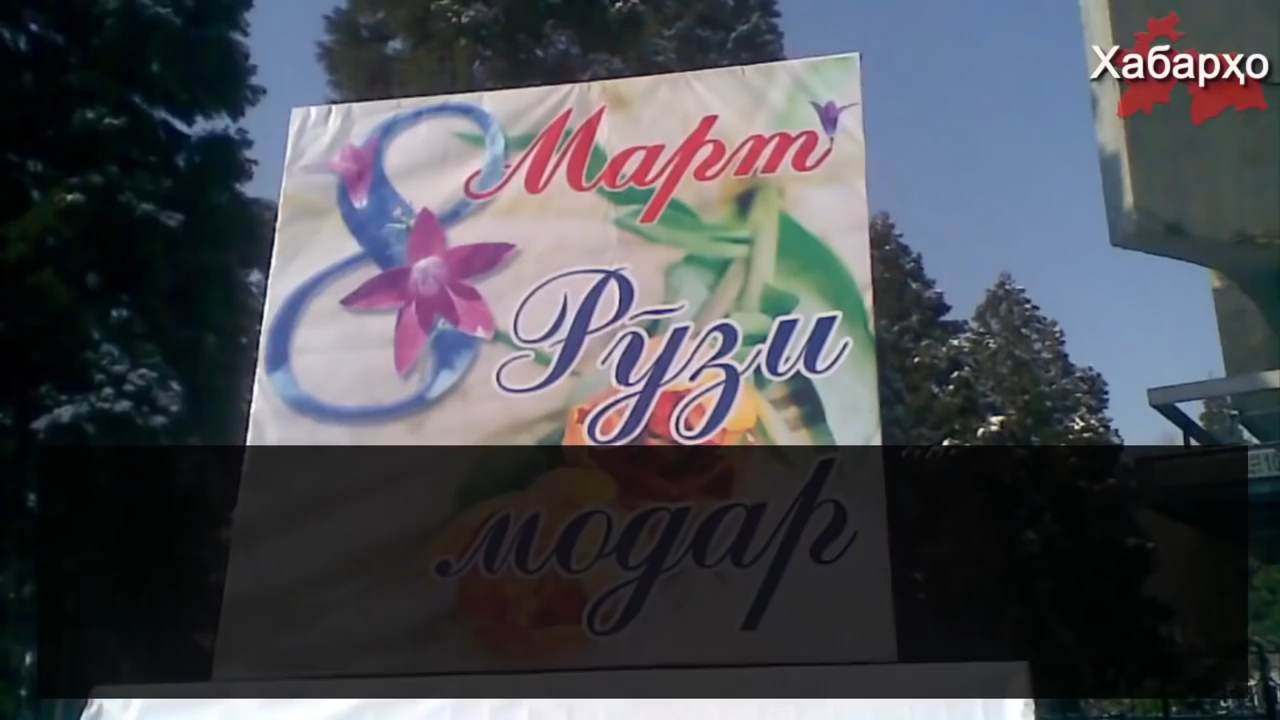 Хабарҳо
8 Март
Рӯзи
модар